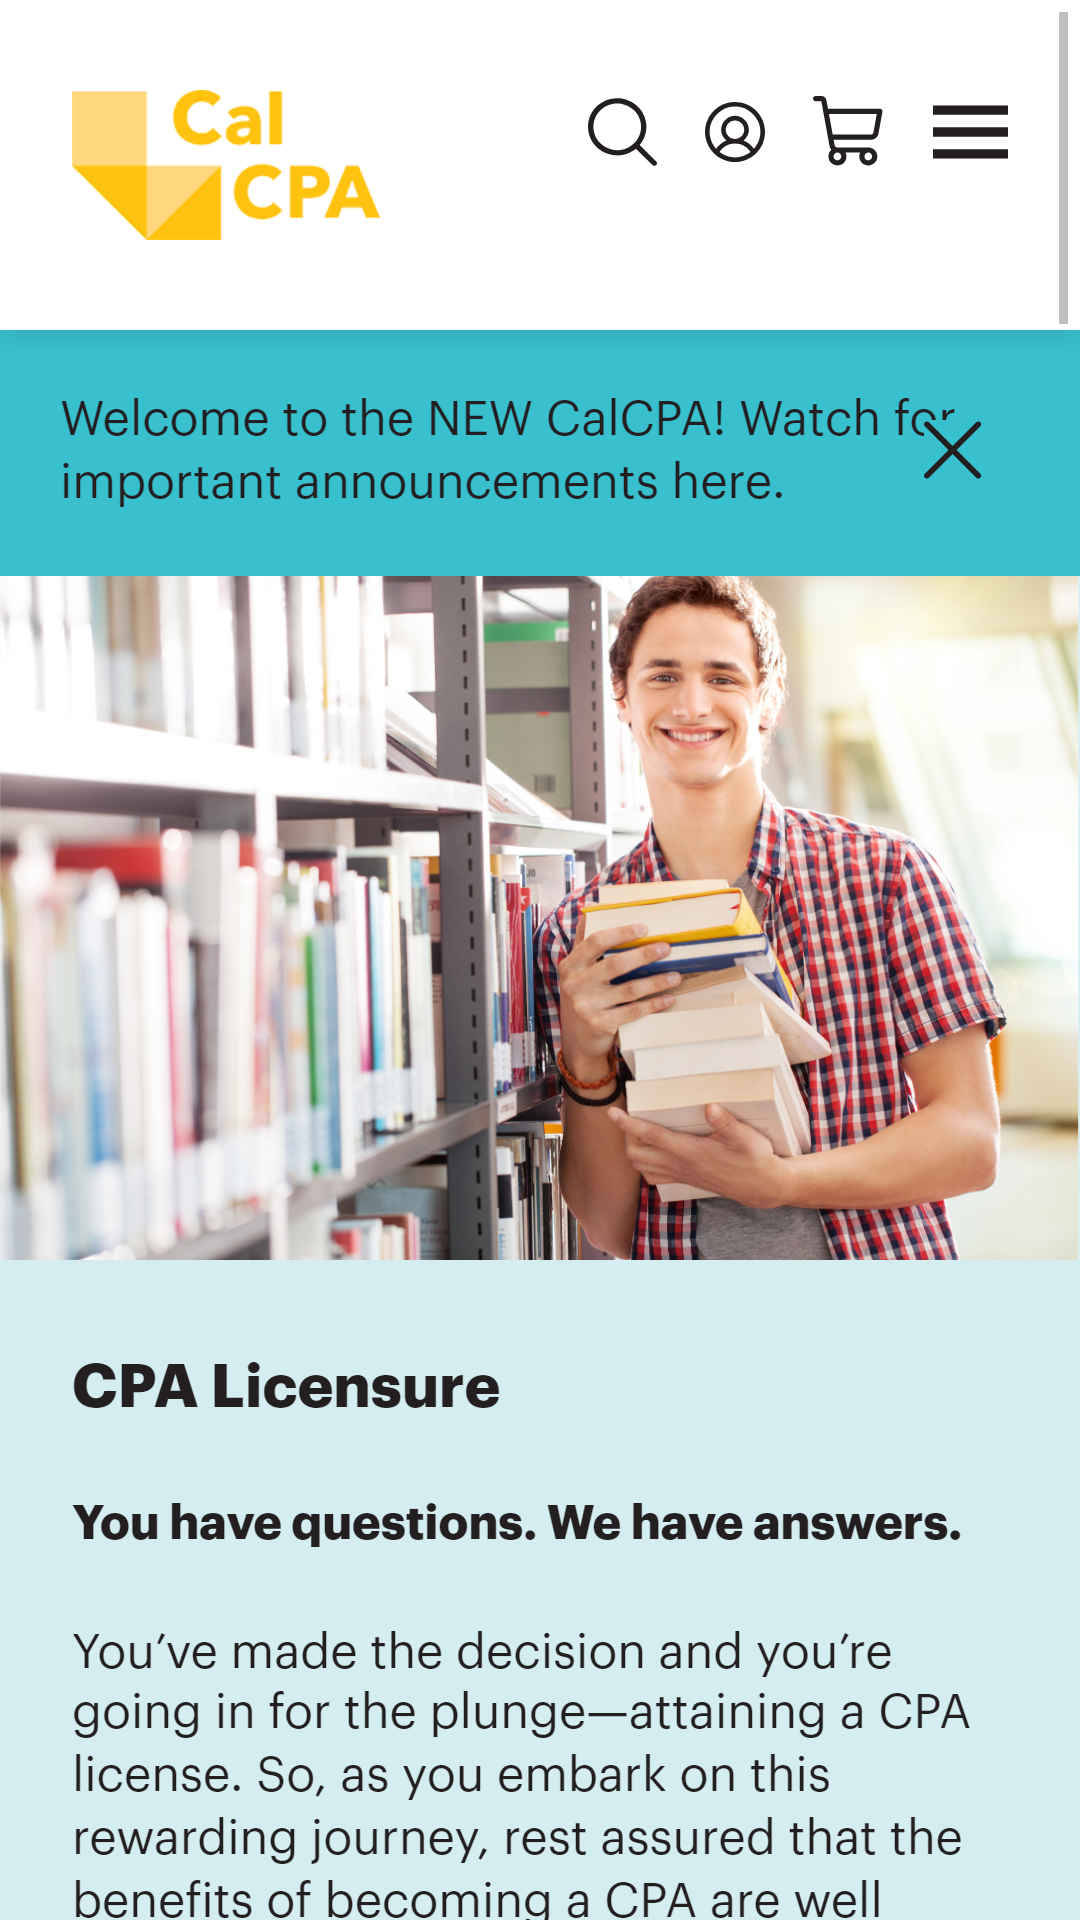 Cal
CPA
Welcome to the NEW CalCPA! Watch for
important announcements here.
CPA Licensure
You have questions. We have answers.
You’ve made the decision and you’re
going in for the plunge—attaining a CPA
license. So, as you embark on this
rewarding journey, rest assured that the
benefits of becoming a CPA are well